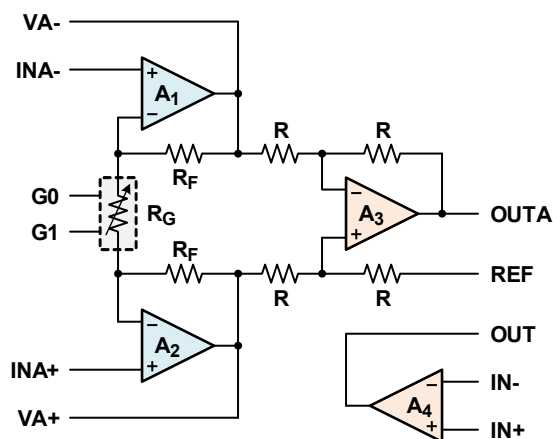 VA-
INA-
+
A1
−
R
R
RF
G0
−
RG
A3
OUTA
G1
+
RF
R
R
REF
−
OUT
A2
−
IN-
INA+
+
A4
VA+
+
IN+